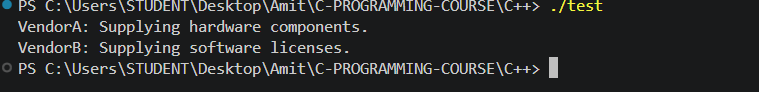 PS C:\Users\STUDENT\Desktop\Amit\C-PROGRAMMING-COURSE\C++> ./test
VendorA: Supplying hardware components.
VendorB: Supplying software licenses.
PS C:\Users\STUDENT\Desktop\Amit\C-PROGRAMMING-COURSE\C++>